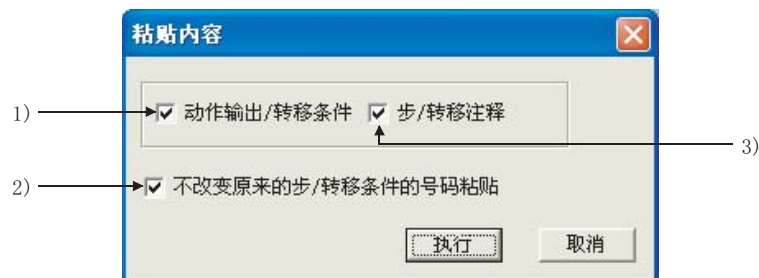 粘贴内容
1) 动作输出/转移条件 步/转移注释
3)
2) 不改变原来的步/转移条件的号码粘贴
执行 取消